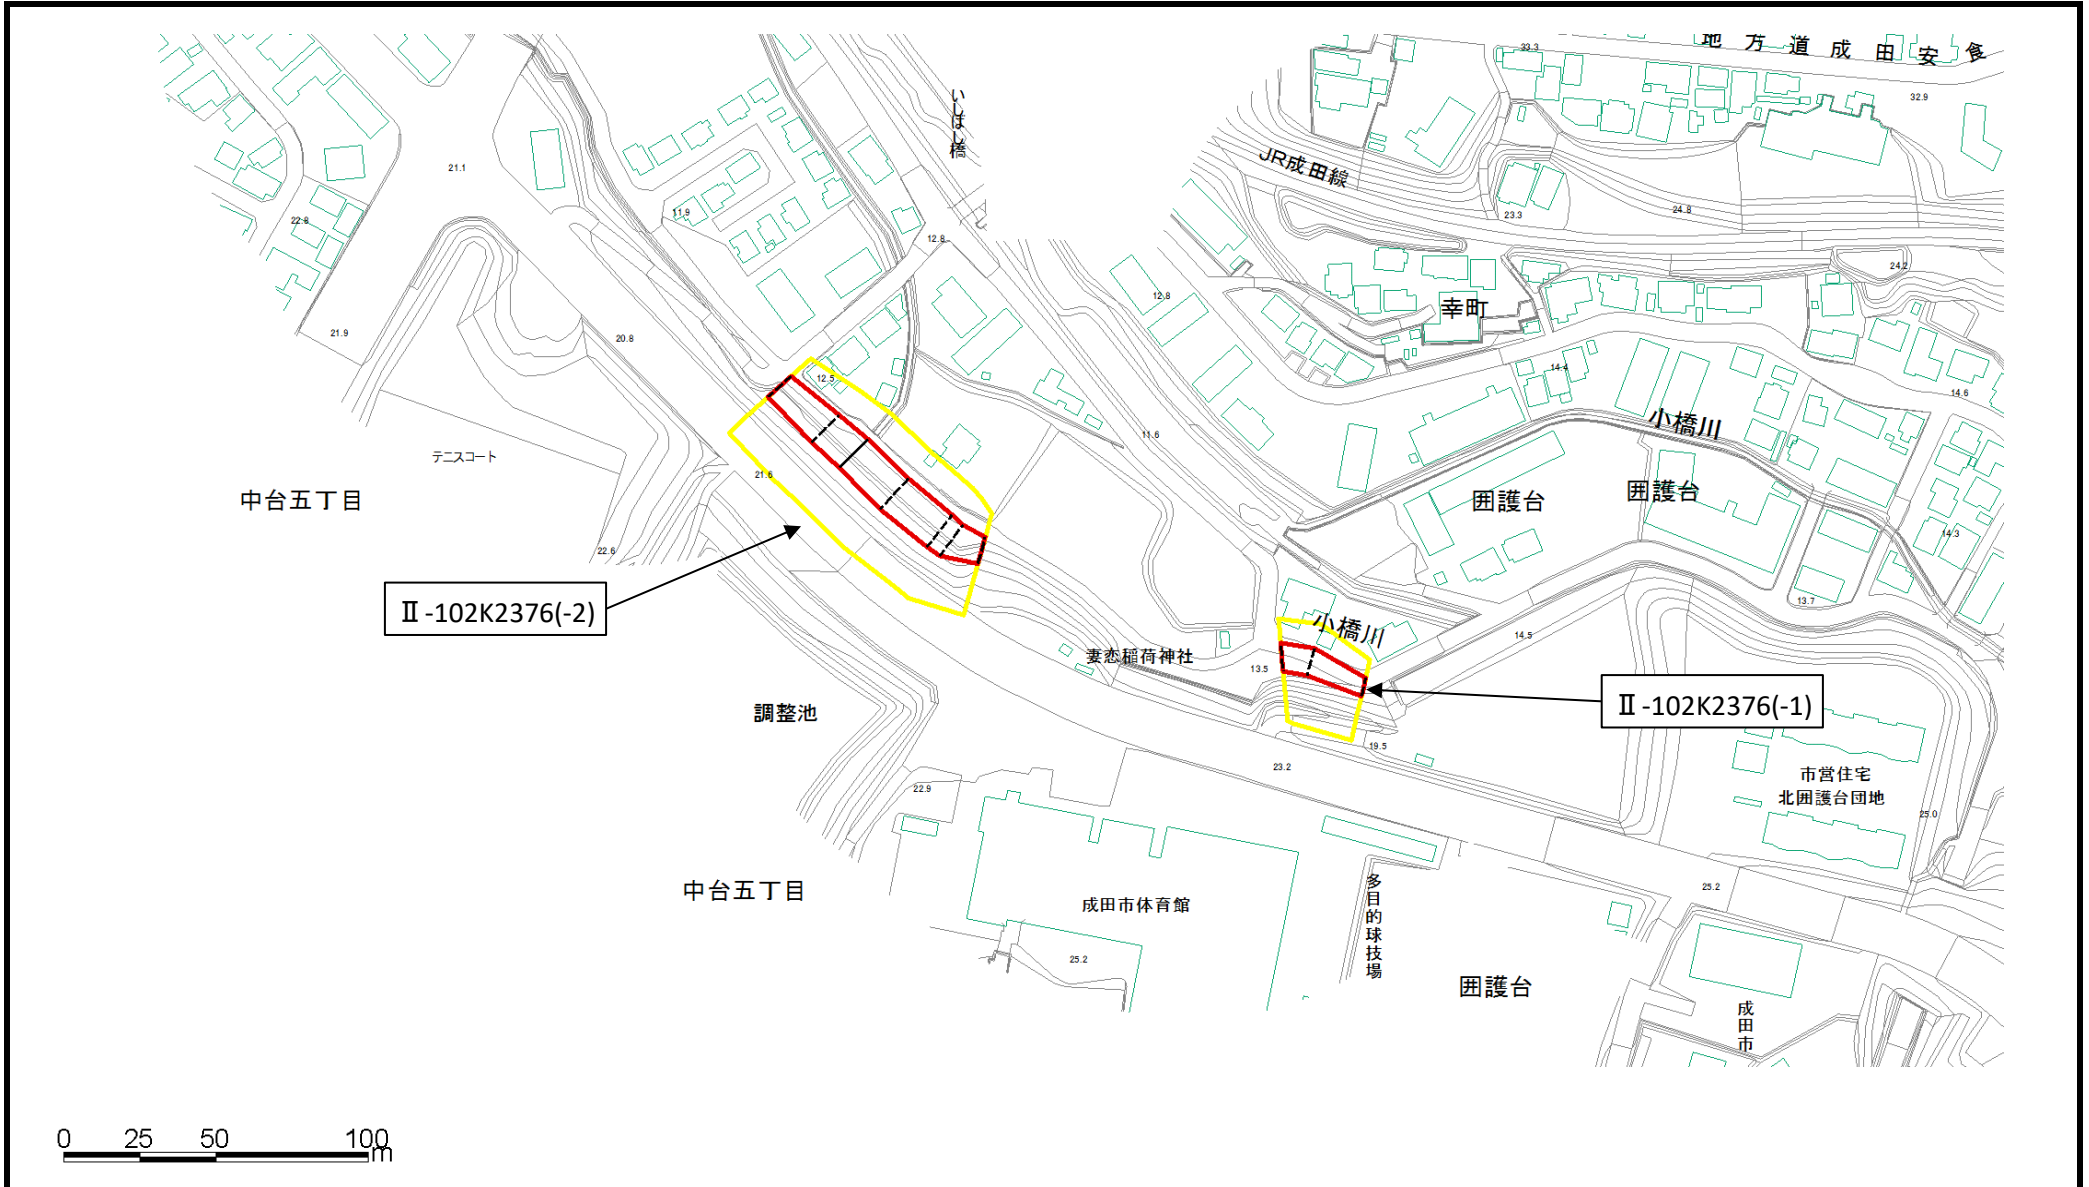 地方道成田安食
33.3
32.9
いしばし橋
JR成田線
21.1
22.8
11.9
12.8
23.3
24.8
24.2
12.8
幸町
21.9
20.8
12.5
14.4
14.6
小橋川
11.6
テニスコート
中台五丁目
21.6
囲護台
囲護台
22.6
14.3
Ⅱ-102K2376(-2)
13.7
小橋川
14.5
妻恋稲荷神社
13.5
Ⅱ-102K2376(-1)
調整池
19.5
23.2
市営住宅
北囲護台団地
22.9
25.0
中台五丁目
成田市体育館
多目的球技場
25.2
25.2
囲護台
成田市
0 25 50 100
m